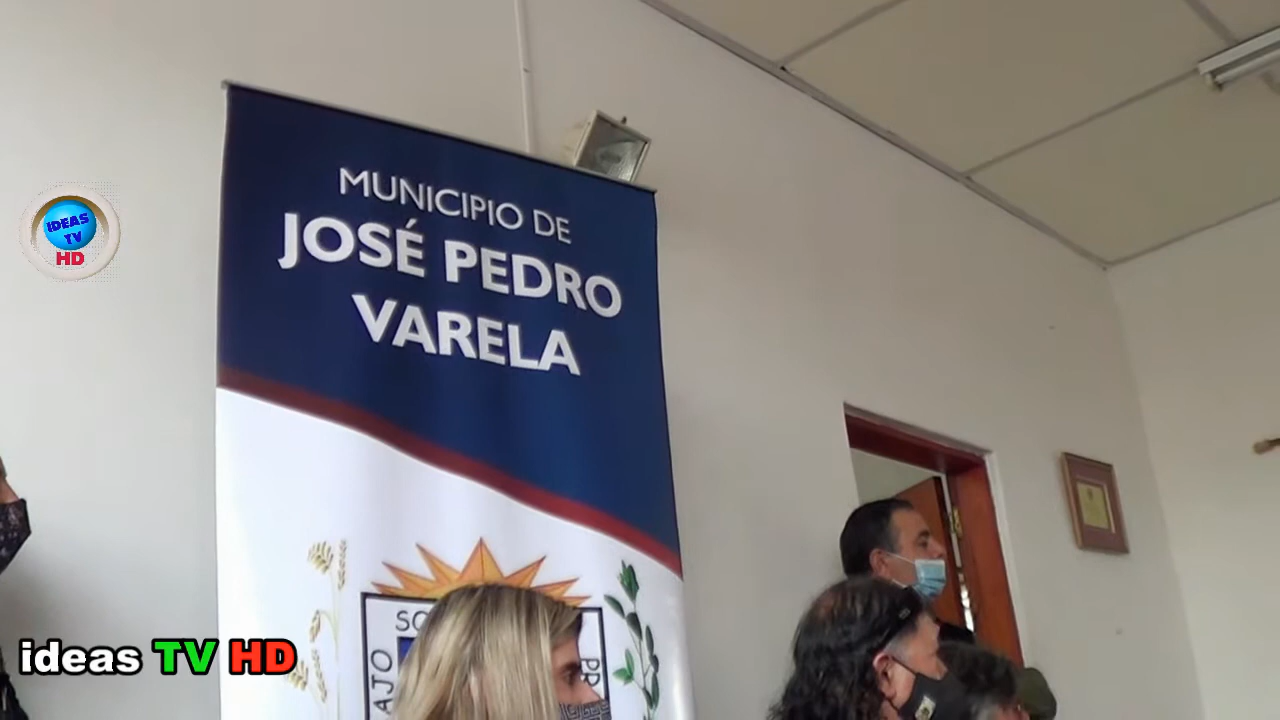 MUNICIPIO DE
JOSÉ PEDRO
VARELA
IDEAS
TV
HD
ideas TV HD